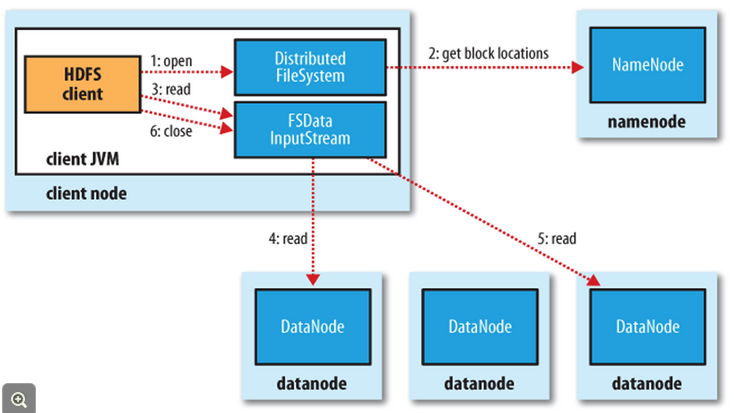 HDFS
client
1: open
3: read
6: close
Distributed
FileSystem
FSData
InputStream
client JVM
client node
2: get block locations
NameNode
namenode
4: read
5: read
DataNode
datanode
DataNode
datanode
DataNode
datanode